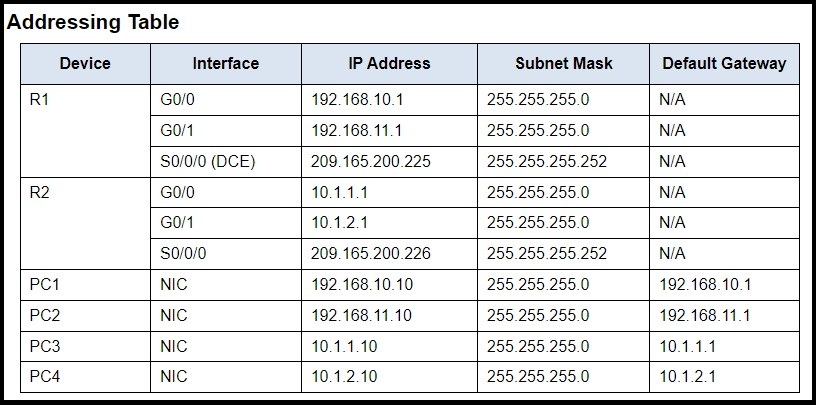 Addressing Table
Device Interface IP Address Subnet Mask Default Gateway
R1 G0/0 192.168.10.1 255.255.255.0 N/A
G0/1 192.168.11.1 255.255.255.0 N/A
S0/0/0 (DCE) 209.165.200.225 255.255.255.252 N/A
R2 G0/0 10.1.1.1 255.255.255.0 N/A
G0/1 10.1.2.1 255.255.255.0 N/A
S0/0/0 209.165.200.226 255.255.255.252 N/A
PC1 NIC 192.168.10.10 255.255.255.0 192.168.10.1
PC2 NIC 192.168.11.10 255.255.255.0 192.168.11.1
PC3 NIC 10.1.1.10 255.255.255.0 10.1.1.1
PC4 NIC 10.1.2.10 255.255.255.0 10.1.2.1